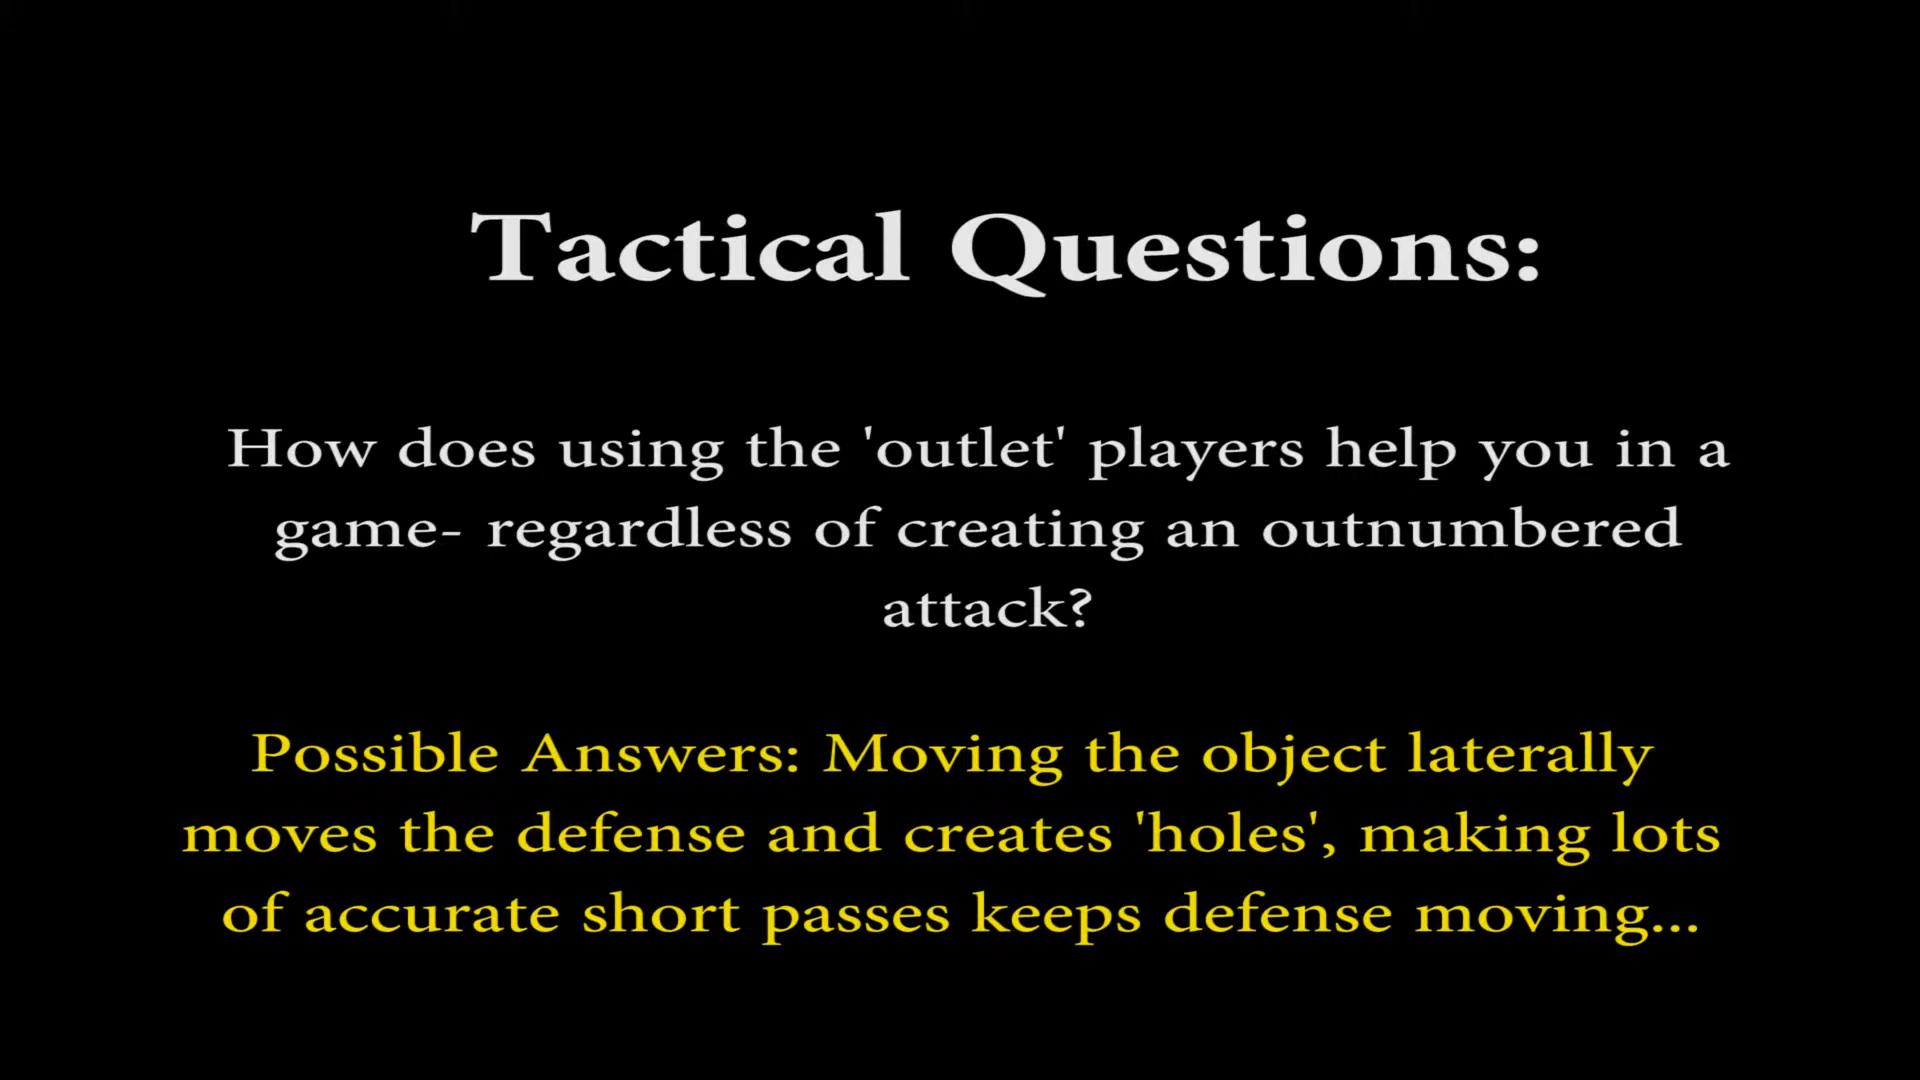 Tactical Questions:
How does using the 'outlet' players help you in a
game- regardless of creating an outnumbered
attack?
Possible Answers: Moving the object laterally
moves the defense and creates 'holes', making lots
of accurate short passes keeps defense moving...